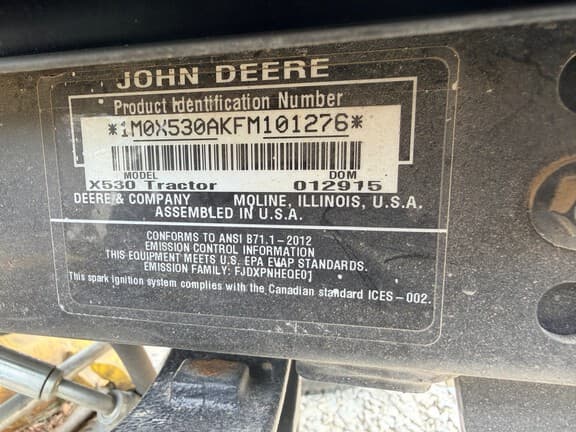 JOHN DEERE
Product Identification Number
*1M0X530AKFM101276*
MODEL DOM
X530 Tractor 012915
DEERE & COMPANY MOLINE, ILLINOIS, U.S.A.
ASSEMBLED IN U.S.A.
CONFORMS TO ANSI B71.1-2012
EMISSION CONTROL INFORMATION
THIS EQUIPMENT MEETS U.S. EPA EVAP STANDARDS.
EMISSION FAMILY: FJDXPNHEQE01
This spark ignition system complies with the Canadian standard ICES-002.